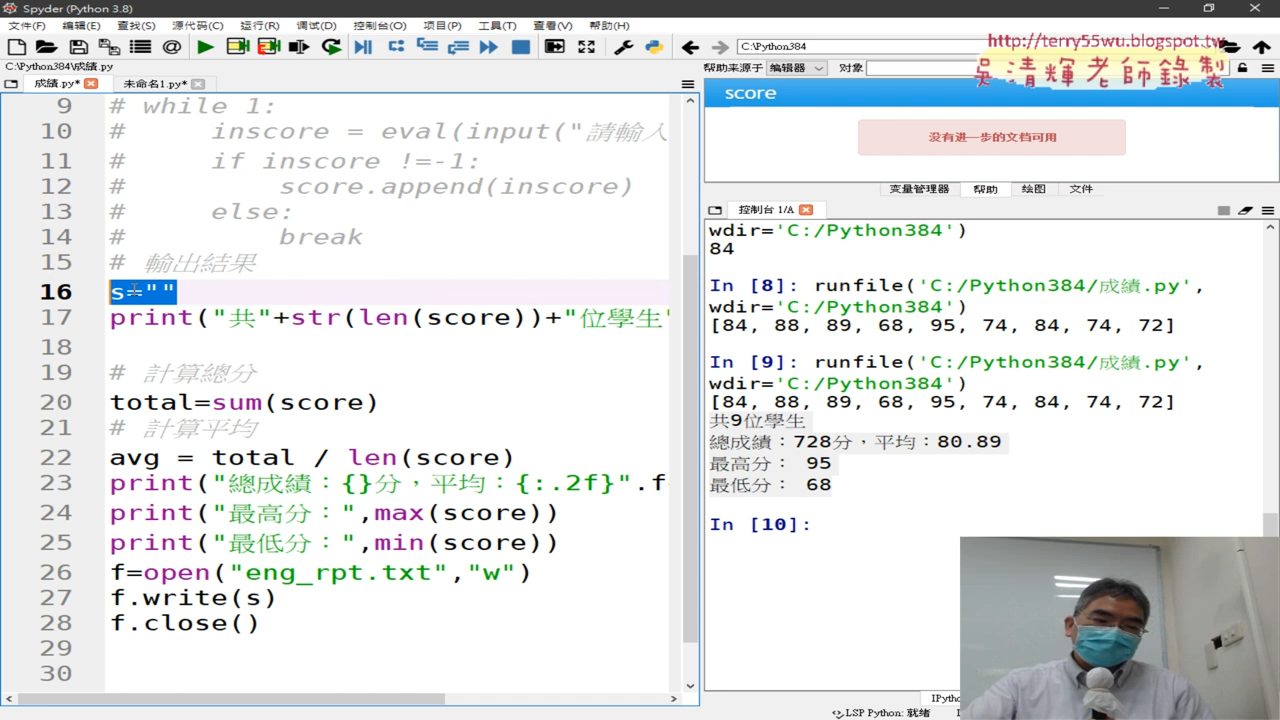 Spyder (Python 3.8)
文件(F) 编辑(E) 查找(S) 源代码(C) 运行(R) 调试(D) 控制台(O) 项目(P) 工具(T) 查看(V) 帮助(H)
C:\Python384
http://terry55wu.blogspot.tw
吳清輝老師錄製
C:\Python384\成績.py
成績.py* 未命名1.py*
帮助来源于 编辑器 对象
score
没有进一步的文档可用
变量管理器 帮助 绘图 文件
控制台 1/A
9 # while 1:
10 # inscore = eval(input("請輸入
11 # if inscore !=-1:
12 # score.append(inscore)
13 # else:
14 # break
15 # 輸出結果
16 s=""
17 print("共"+str(len(score))+"位學生"
18
19 # 計算總分
20 total=sum(score)
21 # 計算平均
22 avg = total / len(score)
23 print("總成績：{}分，平均：{:.2f}".f
24 print("最高分：",max(score))
25 print("最低分：",min(score))
26 f=open("eng_rpt.txt","w")
27 f.write(s)
28 f.close()
29
30
wdir='C:/Python384')
84
In [8]: runfile('C:/Python384/成績.py',
wdir='C:/Python384')
[84, 88, 89, 68, 95, 74, 84, 74, 72]
In [9]: runfile('C:/Python384/成績.py',
wdir='C:/Python384')
[84, 88, 89, 68, 95, 74, 84, 74, 72]
共9位學生
總成績：728分，平均：80.89
最高分： 95
最低分： 68
In [10]:
IPytho
LSP Python: 就绪